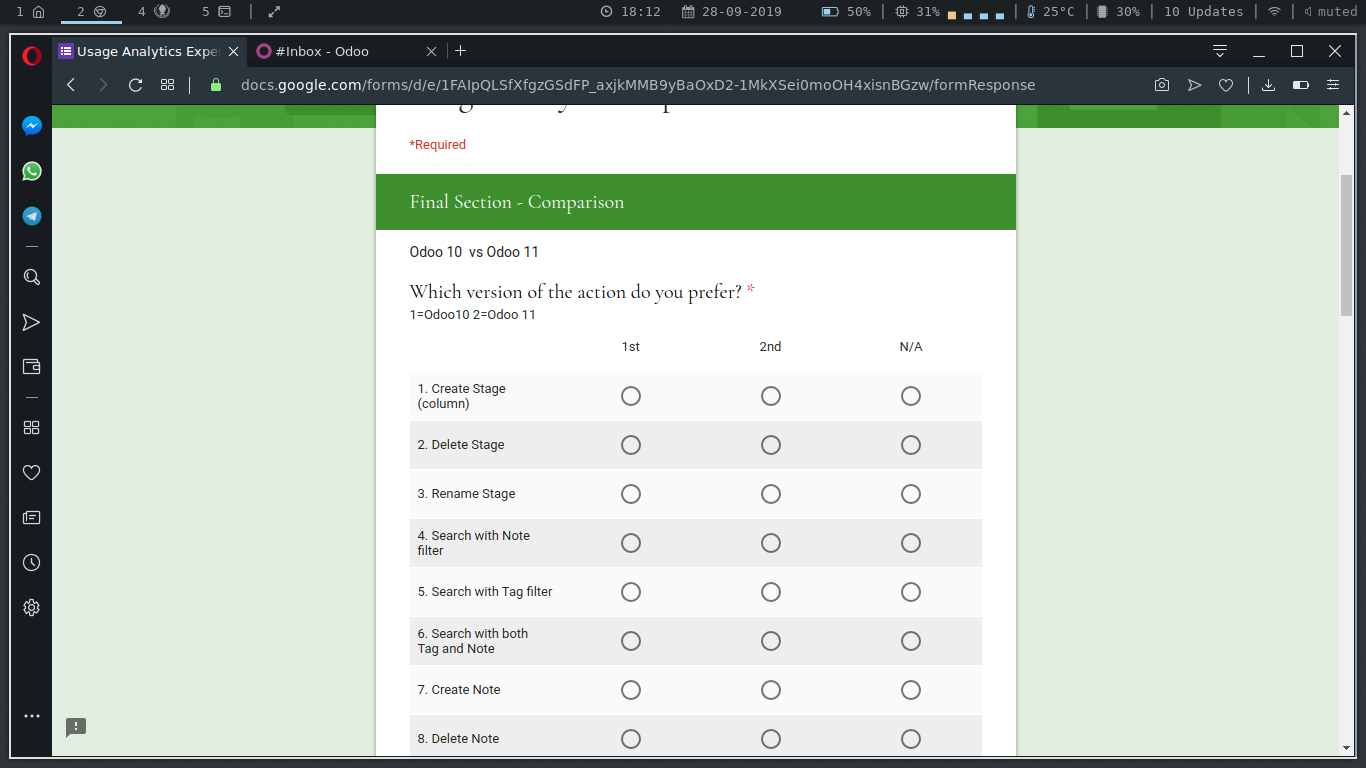 1 2 4 5 18:12 28-09-2019 50% 31% 25°C 30% 10 Updates muted
Usage Analytics Expe #Inbox - Odoo
docs.google.com/forms/d/e/1FAIpQLSfXfgzGSdFP_axjkMMB9yBaOxD2-1MkXSei0moOH4xisnBGzw/formResponse
*Required
Final Section - Comparison
Odoo 10 vs Odoo 11
Which version of the action do you prefer? *
1=Odoo10 2=Odoo 11
1st 2nd N/A
1. Create Stage
(column)
2. Delete Stage
3. Rename Stage
4. Search with Note
filter
5. Search with Tag filter
6. Search with both
Tag and Note
7. Create Note
8. Delete Note